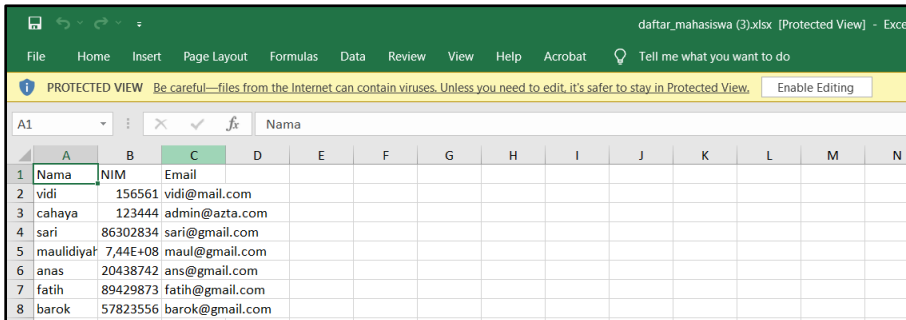 daftar_mahasiswa (3).xlsx [Protected View] - Exce
File Home Insert Page Layout Formulas Data Review View Help Acrobat Tell me what you want to do
PROTECTED VIEW Be careful—files from the Internet can contain viruses. Unless you need to edit, it's safer to stay in Protected View. Enable Editing
A1 fx Nama
A B C D E F G H I J K L M N
1 Nama NIM Email
2 vidi 156561 vidi@mail.com
3 cahaya 123444 admin@azta.com
4 sari 86302834 sari@gmail.com
5 maulidiyah 7,44E+08 maul@gmail.com
6 anas 20438742 ans@gmail.com
7 fatih 89429873 fatih@gmail.com
8 barok 57823556 barok@gmail.com